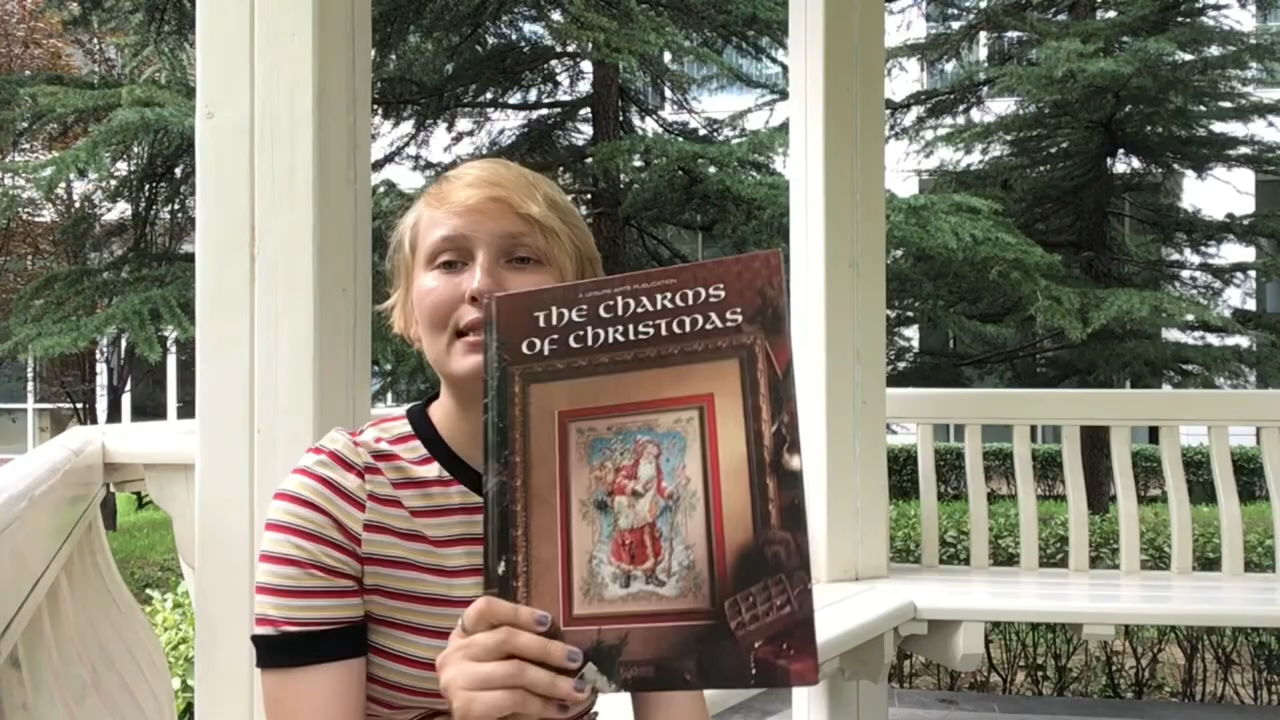 A LEISURE ARTS PUBLICATION
THE CHARMS
OF CHRISTMAS